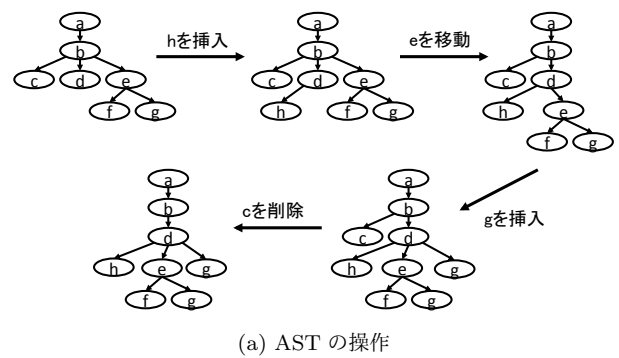 a a a
b hを挿入 b eを移動 b
c d e c d e c d
f g h f g h e
f g
a a gを挿入
b cを削除 b
d c d
h e g h e g
f g f g
(a) AST の操作